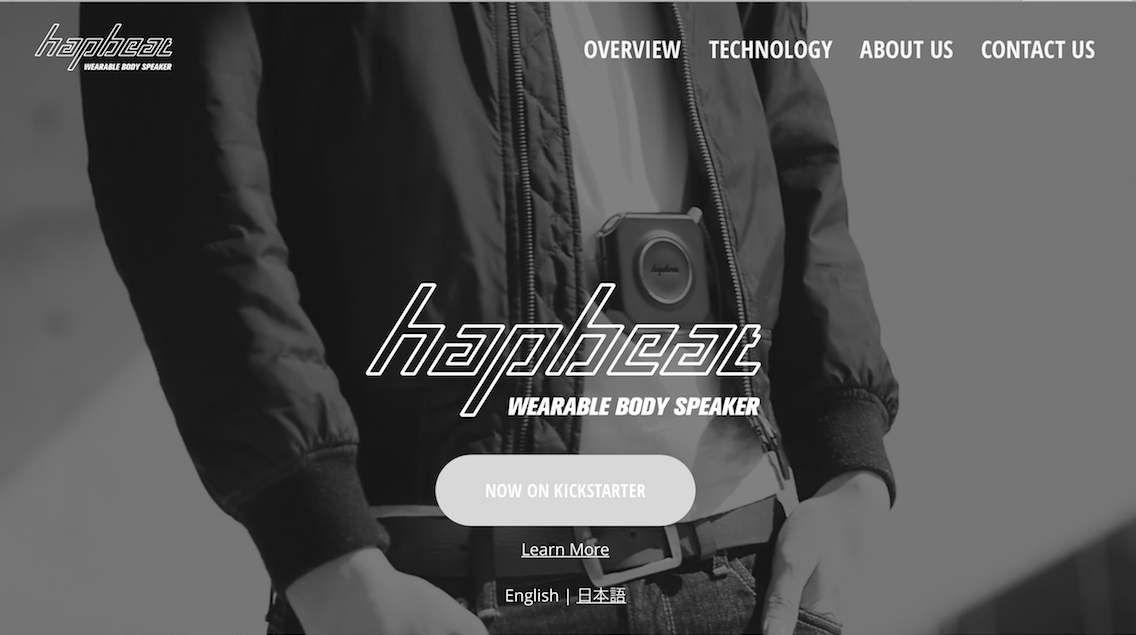 hapbeat
WEARABLE BODY SPEAKER
OVERVIEW TECHNOLOGY ABOUT US CONTACT US
hapbeat
hapbeat
WEARABLE BODY SPEAKER
NOW ON KICKSTARTER
Learn More
English | 日本語